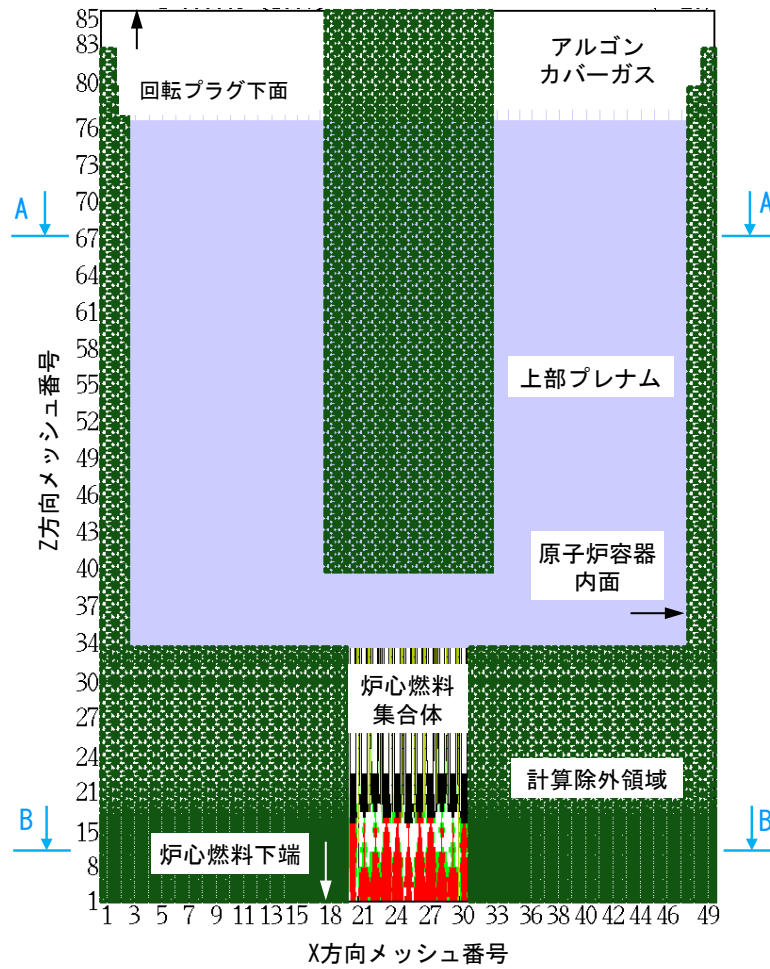 85
83
80
76
73
70
67
64
61
58
55
52
49
46
43
40
37
34
30
27
24
21
15
8
1
アルゴン
カバーガス
回転プラグ下面
A
A
上部プレナム
Z方向メッシュ番号
原子炉容器
内面
炉心燃料
集合体
計算除外領域
B
B
炉心燃料下端
1 3 5 7 9 11 13 15 18 21 24 27 30 33 36 38 40 42 44 46 49
X方向メッシュ番号